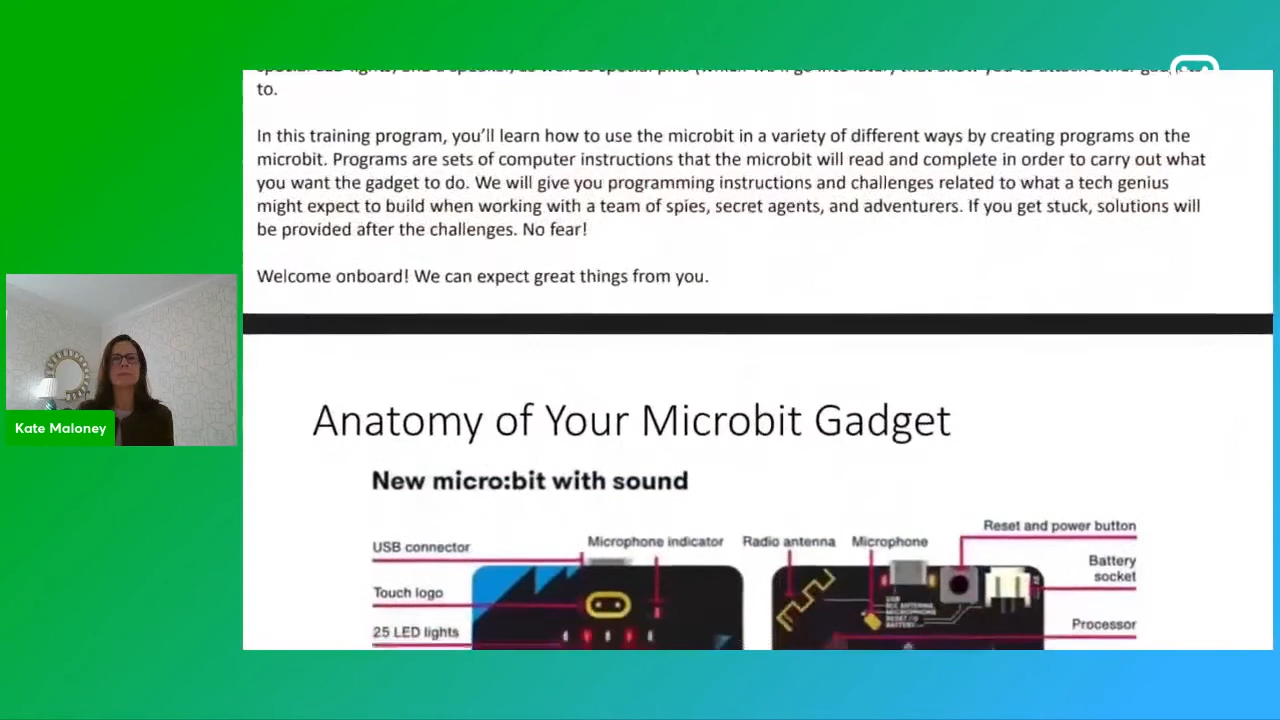 to.
In this training program, you'll learn how to use the microbit in a variety of different ways by creating programs on the
microbit. Programs are sets of computer instructions that the microbit will read and complete in order to carry out what
you want the gadget to do. We will give you programming instructions and challenges related to what a tech genius
might expect to build when working with a team of spies, secret agents, and adventurers. If you get stuck, solutions will
be provided after the challenges. No fear!
Welcome onboard! We can expect great things from you.
Kate Maloney
Anatomy of Your Microbit Gadget
New micro:bit with sound
Reset and power button
USB connector
Microphone indicator
Radio antenna
Microphone
Battery
socket
Touch logo
25 LED lights
Processor